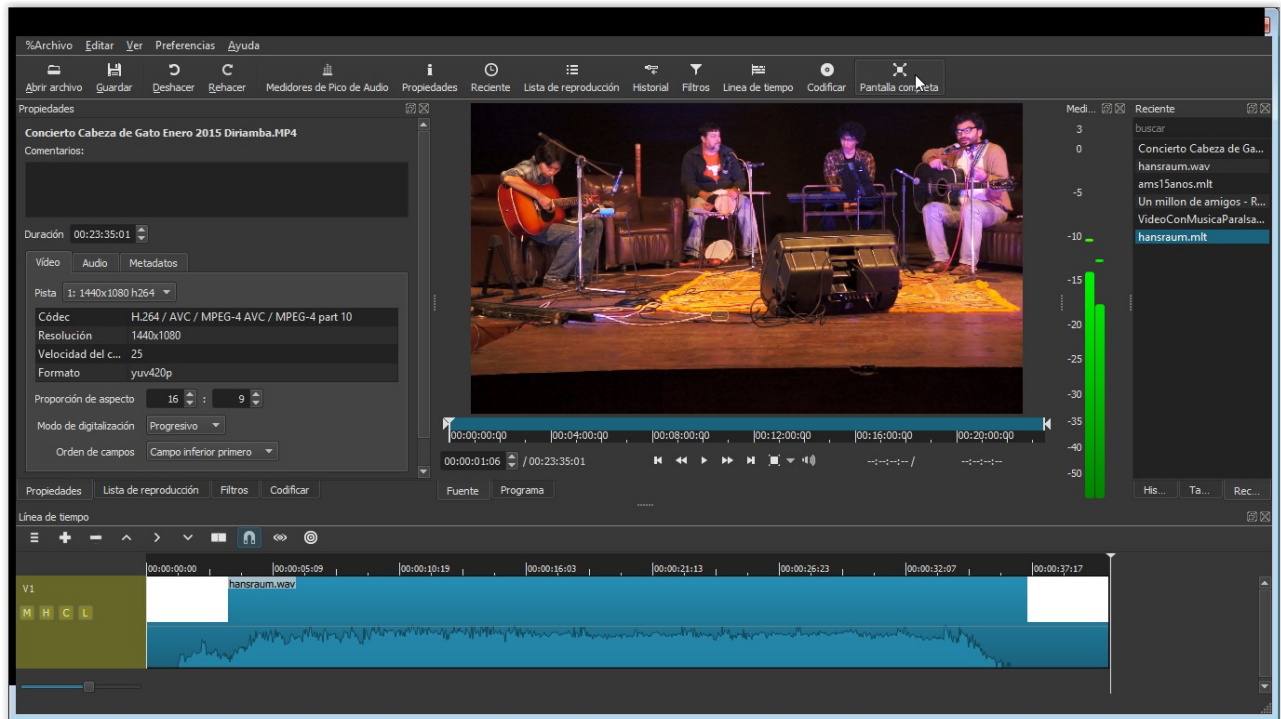 %Archivo Editar Ver Preferencias Ayuda
Abrir archivo Guardar Deshacer Rehacer Medidores de Pico de Audio Propiedades Reciente Lista de reproducción Historial Filtros Linea de tiempo Codificar Pantalla completa
Propiedades
Concierto Cabeza de Gato Enero 2015 Diriamba.MP4
Comentarios:
Duración 00:23:35:01
Vídeo Audio Metadatos
Pista 1: 1440x1080 h264
Códec H.264 / AVC / MPEG-4 AVC / MPEG-4 part 10
Resolución 1440x1080
Velocidad del c... 25
Formato yuv420p
Proporción de aspecto 16 : 9
Modo de digitalización Progresivo
Orden de campos Campo inferior primero
Propiedades Lista de reproducción Filtros Codificar
00:00:00:00 00:04:00:00 00:08:00:00 00:12:00:00 00:16:00:00 00:20:00:00
00:00:01:06 / 00:23:35:01 --:--:--:-- / --:--:--:--
Fuente Programa
Medi...
3
0
-5
-10
-15
-20
-25
-30
-35
-40
-50
Reciente
buscar
Concierto Cabeza de Ga...
hansraum.wav
ams15anos.mlt
Un millon de amigos - R...
VideoConMusicaParaIsa...
hansraum.mlt
His... Ta... Rec...
Línea de tiempo
00:00:00:00 00:00:05:09 00:00:10:19 00:00:16:03 00:00:21:13 00:00:26:23 00:00:32:07 00:00:37:17
V1
hansraum.wav
M H C L